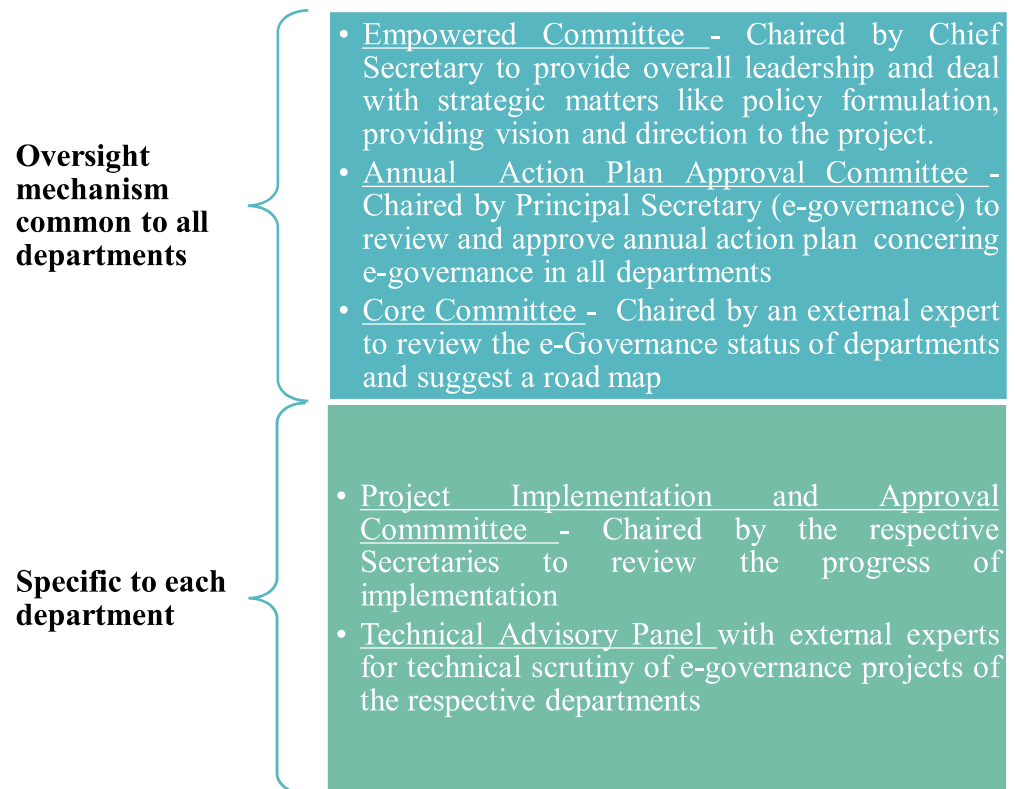 Oversight
mechanism
common to all
departments
• Empowered Committee - Chaired by Chief
Secretary to provide overall leadership and deal
with strategic matters like policy formulation,
providing vision and direction to the project.
• Annual Action Plan Approval Committee -
Chaired by Principal Secretary (e-governance) to
review and approve annual action plan concering
e-governance in all departments
• Core Committee - Chaired by an external expert
to review the e-Governance status of departments
and suggest a road map
Specific to each
department
• Project Implementation and Approval
Commmittee - Chaired by the respective
Secretaries to review the progress of
implementation
• Technical Advisory Panel with external experts
for technical scrutiny of e-governance projects of
the respective departments